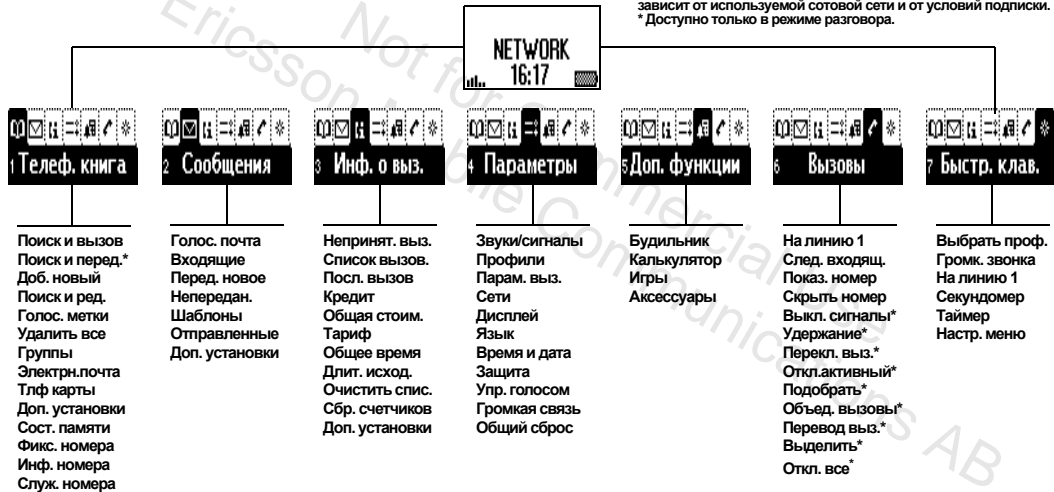 зависит от используемой сотовой сети и от условий подписки.
* Доступно только в режиме разговора.
NETWORK
16:17
1 Телеф. книга
2 Сообщения
3 Инф. о выз.
4 Параметры
5 Доп. функции
6 Вызовы
7 Быстр. клав.
Поиск и вызов
Поиск и перед.*
Доб. новый
Поиск и ред.
Голос. метки
Удалить все
Группы
Электрн.почта
Тлф карты
Доп. установки
Сост. памяти
Фикс. номера
Инф. номера
Служ. номера
Голос. почта
Входящие
Перед. новое
Непередан.
Шаблоны
Отправленные
Доп. установки
Непринят. выз.
Список вызов.
Посл. вызов
Кредит
Общая стоим.
Тариф
Общее время
Длит. исход.
Очистить спис.
Сбр. счетчиков
Доп. установки
Звуки/сигналы
Профили
Парам. выз.
Сети
Дисплей
Язык
Время и дата
Защита
Упр. голосом
Громкая связь
Общий сброс
Будильник
Калькулятор
Игры
Аксессуары
На линию 1
След. входящ.
Показ. номер
Скрыть номер
Выкл. сигналы*
Удержание*
Перекл. выз.*
Откл.активный*
Подобрать*
Объед. вызовы*
Перевод выз.*
Выделить*
Откл. все*
Выбрать проф.
Громк. звонка
На линию 1
Секундомер
Таймер
Настр. меню
Not for Commercial Use
Ericsson Mobile Communications AB